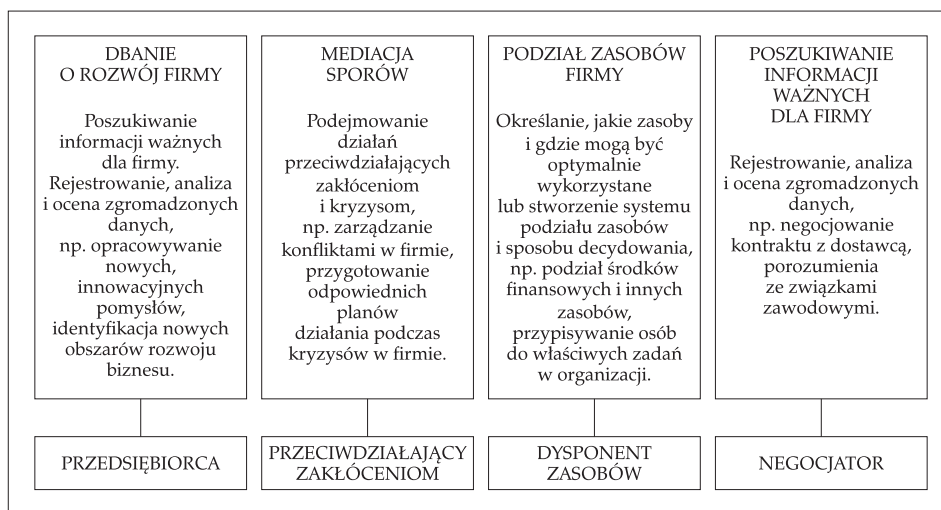 DBANIE
O ROZWÓJ FIRMY
Poszukiwanie
informacji ważnych
dla firmy.
Rejestrowanie, analiza
i ocena zgromadzonych
danych,
np. opracowywanie
nowych,
innowacyjnych
pomysłów,
identyfikacja nowych
obszarów rozwoju
biznesu.
PRZEDSIĘBIORCA
MEDIACJA
SPORÓW
Podejmowanie
działań
przeciwdziałających
zakłóceniom
i kryzysom,
np. zarządzanie
konfliktami w firmie,
przygotowanie
odpowiednich
planów
działania podczas
kryzysów w firmie.
PRZECIWDZIAŁAJĄCY
ZAKŁÓCENIOM
PODZIAŁ ZASOBÓW
FIRMY
Określanie, jakie zasoby
i gdzie mogą być
optymalnie
wykorzystane
lub stworzenie systemu
podziału zasobów
i sposobu decydowania,
np. podział środków
finansowych i innych
zasobów,
przypisywanie osób
do właściwych zadań
w organizacji.
DYSPONENT
ZASOBÓW
POSZUKIWANIE
INFORMACJI
WAŻNYCH
DLA FIRMY
Rejestrowanie, analiza
i ocena zgromadzonych
danych,
np. negocjowanie
kontraktu z dostawcą,
porozumienia
ze związkami
zawodowymi.
NEGOCJATOR